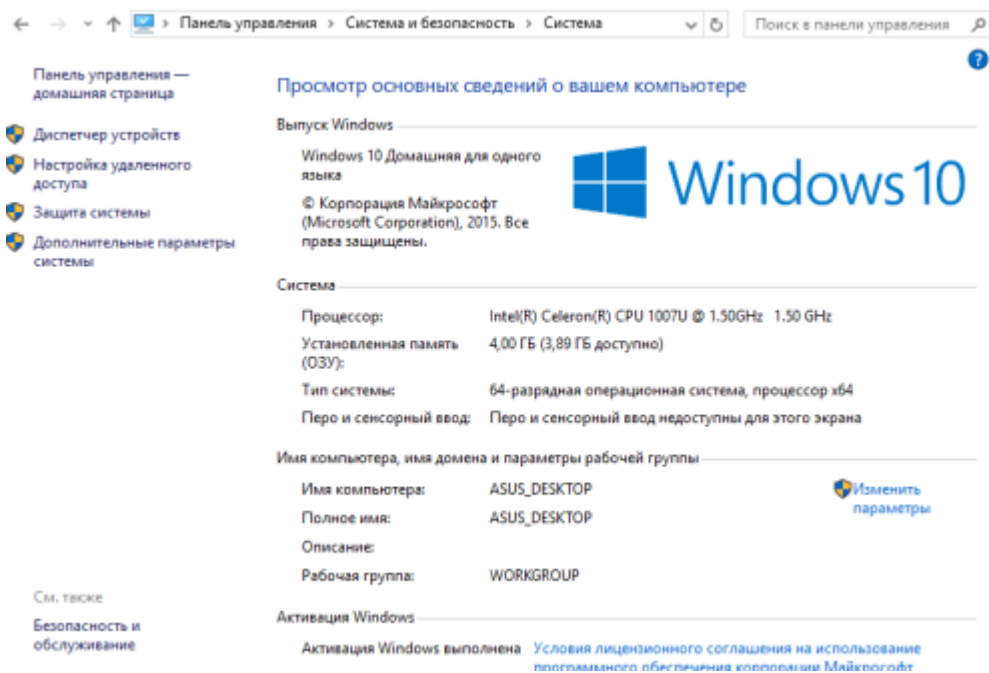 Панель управления › Система и безопасность › Система
Поиск в панели управления
Панель управления —
домашняя страница
Диспетчер устройств
Настройка удаленного
доступа
Защита системы
Дополнительные параметры
системы
См. также
Безопасность и
обслуживание
Просмотр основных сведений о вашем компьютере
Выпуск Windows
Windows 10 Домашняя для одного
языка
© Корпорация Майкрософт
(Microsoft Corporation), 2015. Все
права защищены.
Windows 10
Система
Процессор: Intel(R) Celeron(R) CPU 1007U @ 1.50GHz 1.50 GHz
Установленная память
(ОЗУ): 4,00 ГБ (3,89 ГБ доступно)
Тип системы: 64-разрядная операционная система, процессор x64
Перо и сенсорный ввод: Перо и сенсорный ввод недоступны для этого экрана
Имя компьютера, имя домена и параметры рабочей группы
Имя компьютера: ASUS_DESKTOP
Изменить
параметры
Полное имя: ASUS_DESKTOP
Описание:
Рабочая группа: WORKGROUP
Активация Windows
Активация Windows выполнена Условия лицензионного соглашения на использование
программного обеспечения корпорации Майкрософт